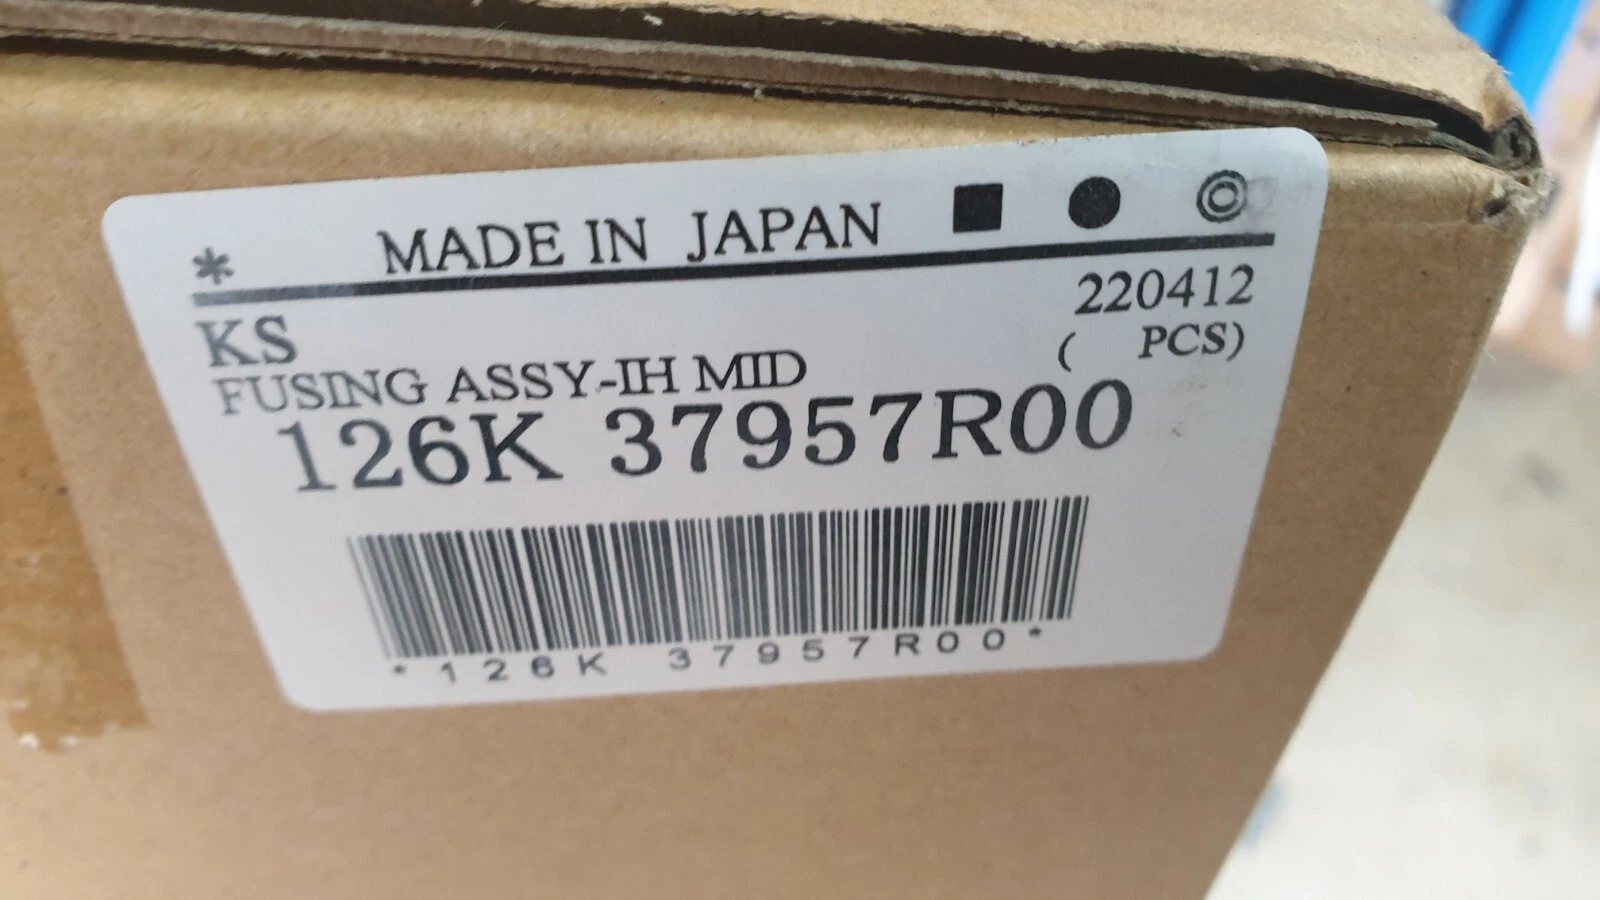 * MADE IN JAPAN ■ ● ◎
KS 220412
FUSING ASSY-IH MID ( PCS)
126K 37957R00
*126K 37957R00*